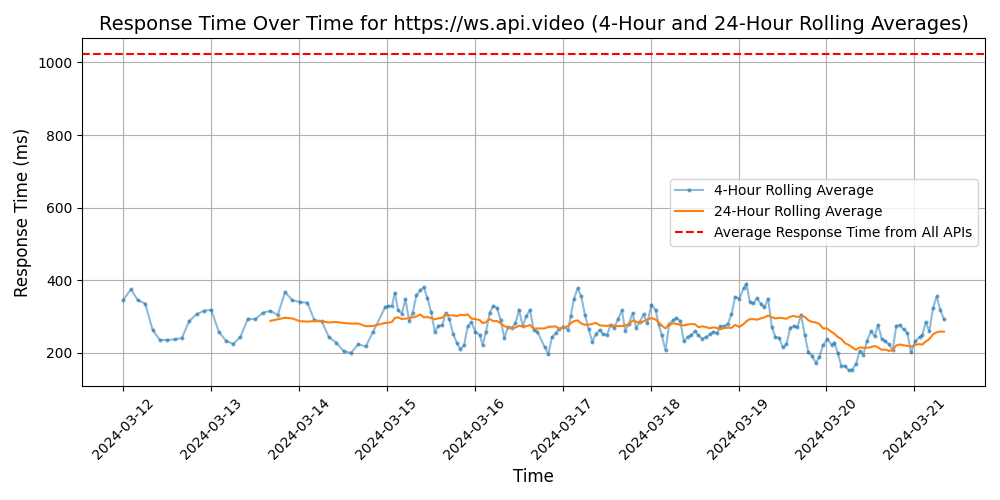 Response Time Over Time for https://ws.api.video (4-Hour and 24-Hour Rolling Averages)
Response Time (ms)
1000
800
600
400
200
4-Hour Rolling Average
24-Hour Rolling Average
Average Response Time from All APIs
2024-03-12
2024-03-13
2024-03-14
2024-03-15
2024-03-16
2024-03-17
2024-03-18
2024-03-19
2024-03-20
2024-03-21
Time